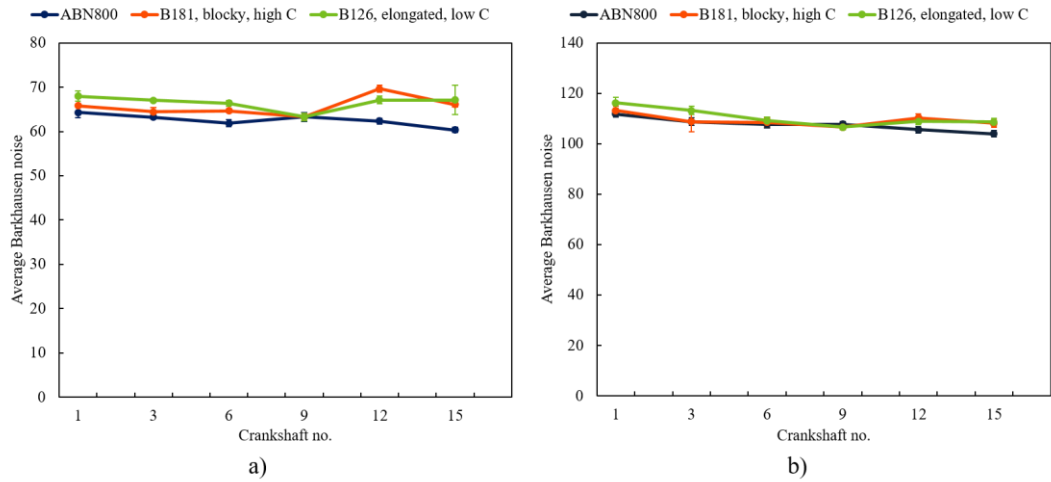 ABN800 B181, blocky, high C B126, elongated, low C
80
70
60
50
40
30
20
10
0
Average Barkhausen noise
1 3 6 9 12 15
Crankshaft no.
a)
ABN800 B181, blocky, high C B126, elongated, low C
140
120
100
80
60
40
20
0
Average Barkhausen noise
1 3 6 9 12 15
Crankshaft no.
b)